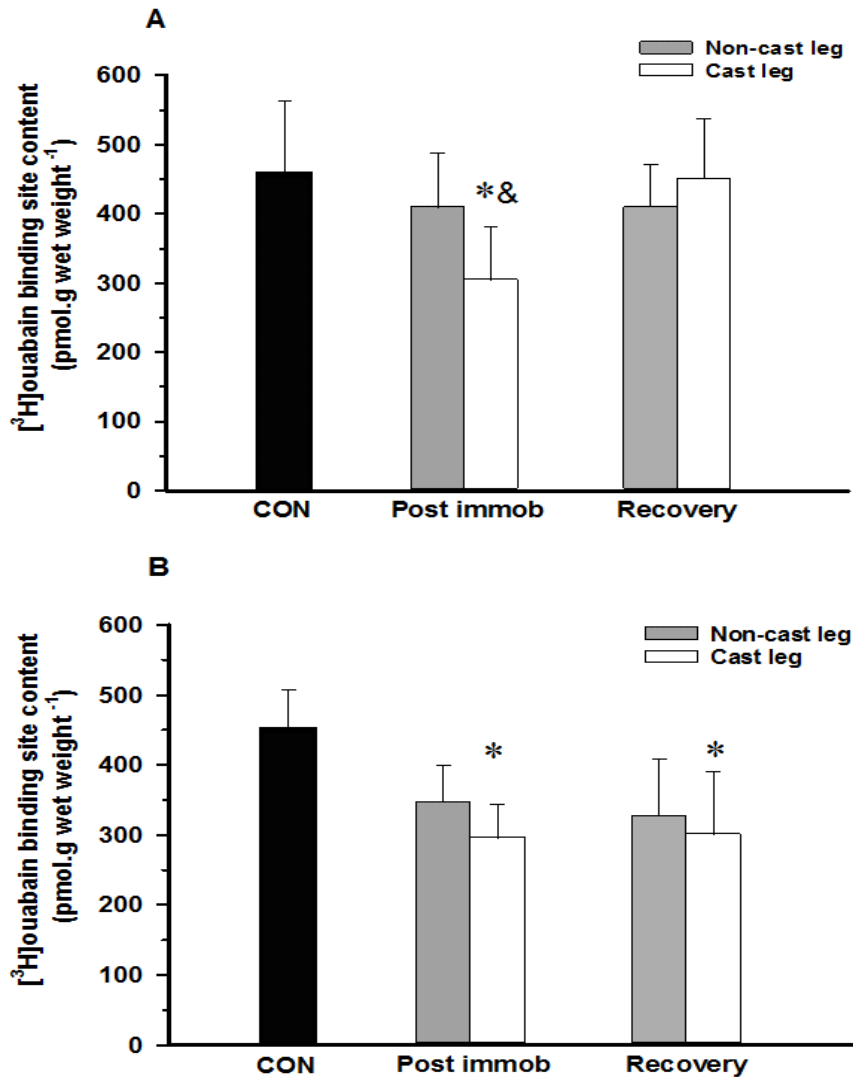 A
Non-cast leg
Cast leg
[³H]ouabain binding site content
(pmol.g wet weight ⁻¹)
600
500
400
300
200
100
0
*&
CON Post immob Recovery
B
Non-cast leg
Cast leg
[³H]ouabain binding site content
(pmol.g wet weight ⁻¹)
600
500
400
300
200
100
0
* *
CON Post immob Recovery